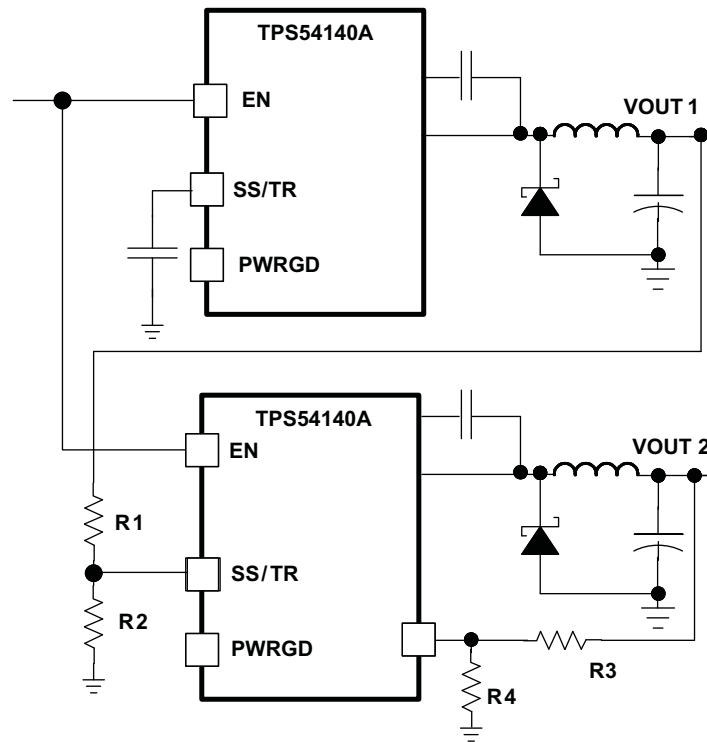 TPS54140A
EN
VOUT 1
SS/TR
PWRGD
TPS54140A
EN
VOUT 2
R1
SS/TR
R2
PWRGD
R3
R4